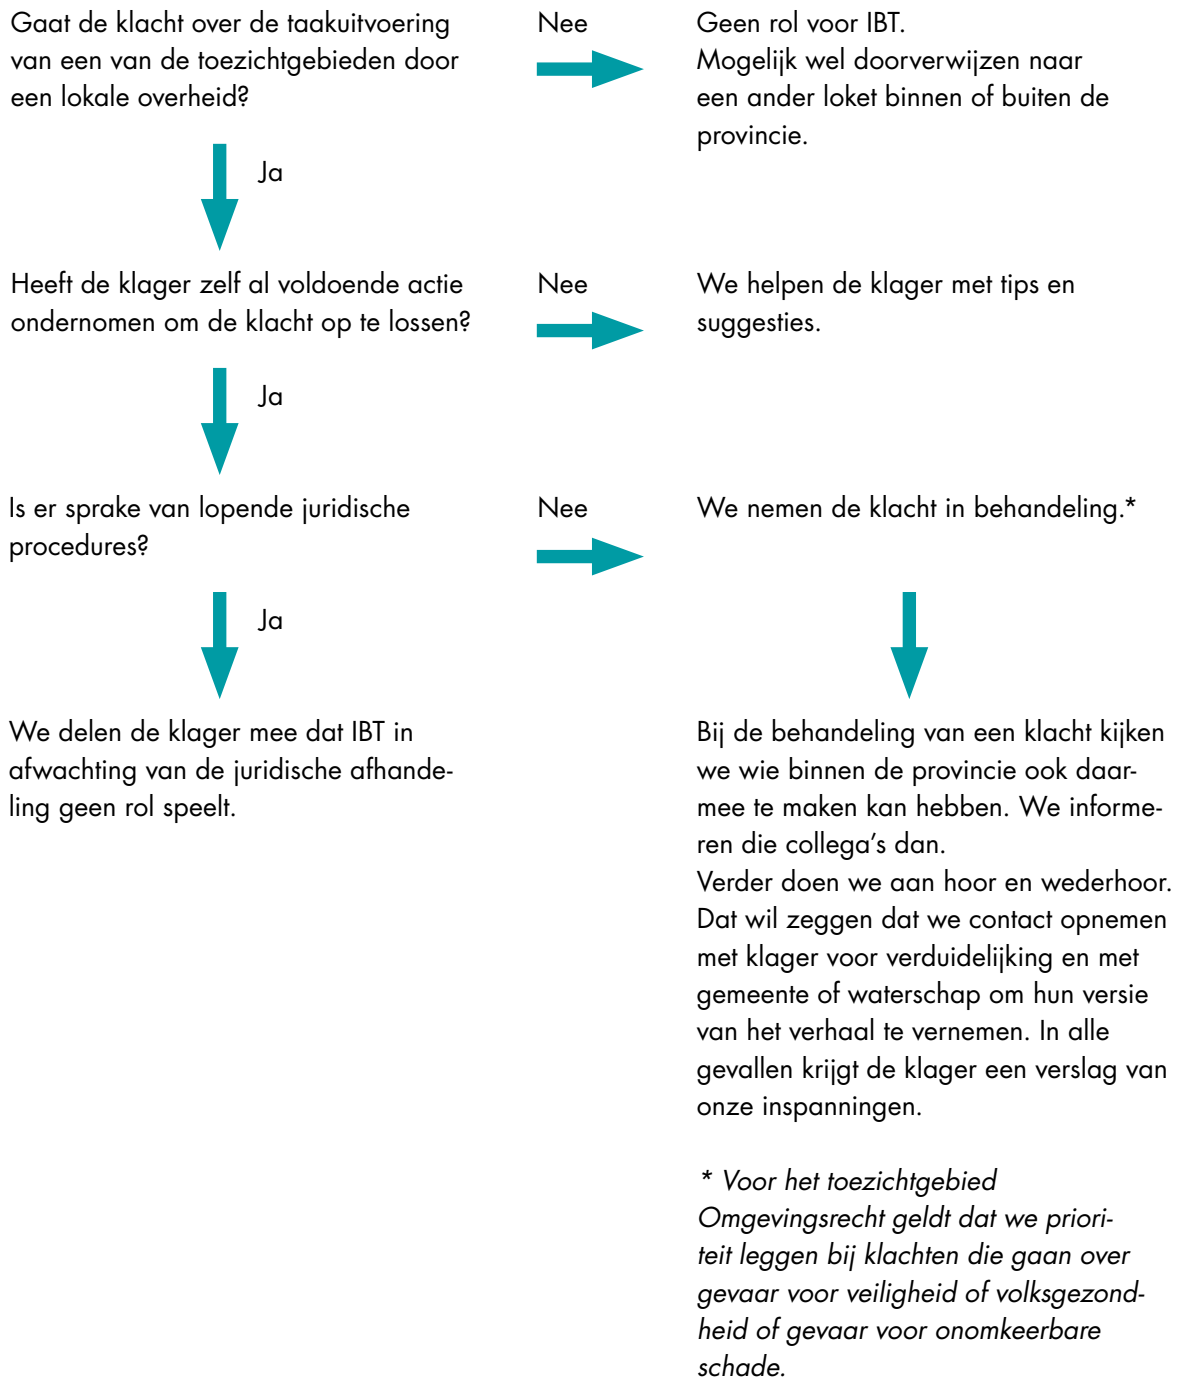 Gaat de klacht over de taakuitvoering
van een van de toezichtgebieden door
een lokale overheid?
Nee
Geen rol voor IBT.
Mogelijk wel doorverwijzen naar
een ander loket binnen of buiten de
provincie.
Ja
Heeft de klager zelf al voldoende actie
ondernomen om de klacht op te lossen?
Nee
We helpen de klager met tips en
suggesties.
Ja
Is er sprake van lopende juridische
procedures?
Nee
We nemen de klacht in behandeling.*
Ja
We delen de klager mee dat IBT in
afwachting van de juridische afhande-
ling geen rol speelt.
Bij de behandeling van een klacht kijken
we wie binnen de provincie ook daar-
mee te maken kan hebben. We informe-
ren die collega’s dan.
Verder doen we aan hoor en wederhoor.
Dat wil zeggen dat we contact opnemen
met klager voor verduidelijking en met
gemeente of waterschap om hun versie
van het verhaal te vernemen. In alle
gevallen krijgt de klager een verslag van
onze inspanningen.
* Voor het toezichtgebied
Omgevingsrecht geldt dat we priori-
teit leggen bij klachten die gaan over
gevaar voor veiligheid of volksgezond-
heid of gevaar voor onomkeerbare
schade.